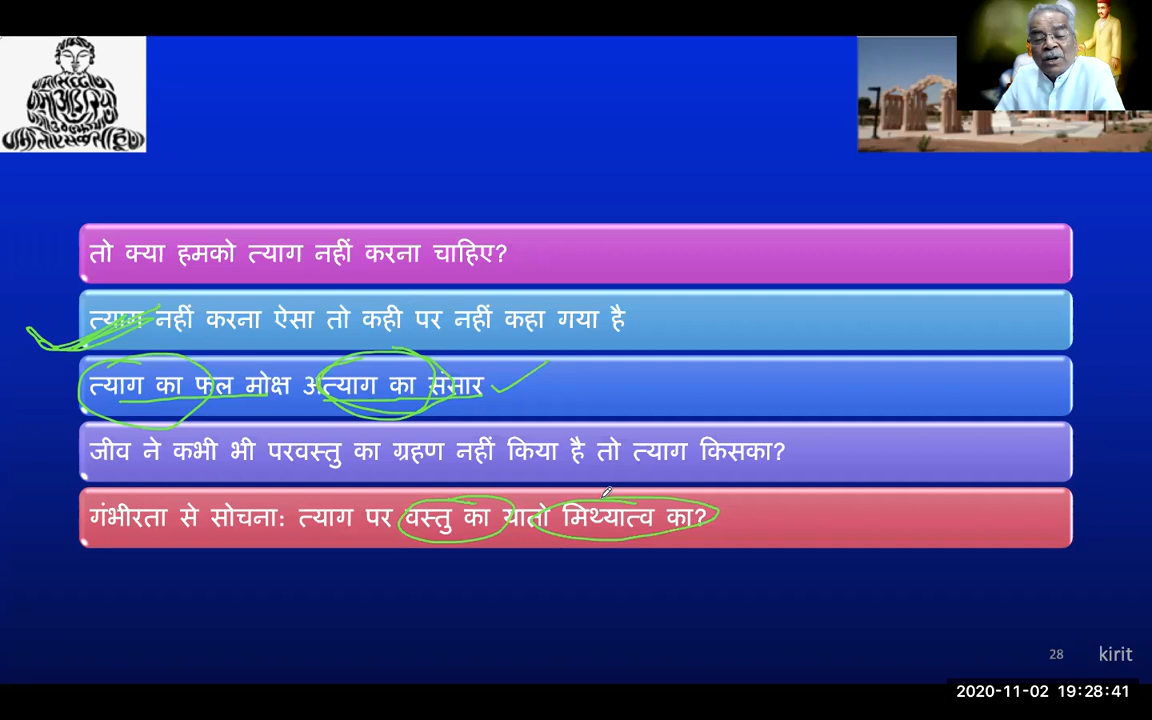 तो क्या हमको त्याग नहीं करना चाहिए?
त्याग नहीं करना ऐसा तो कही पर नहीं कहा गया है
त्याग का फल मोक्ष अत्याग का संसार
जीव ने कभी भी परवस्तु का ग्रहण नहीं किया है तो त्याग किसका?
गंभीरता से सोचना: त्याग पर वस्तु का यातो मिथ्यात्व का?
28
kirit
2020-11-02 19:28:41